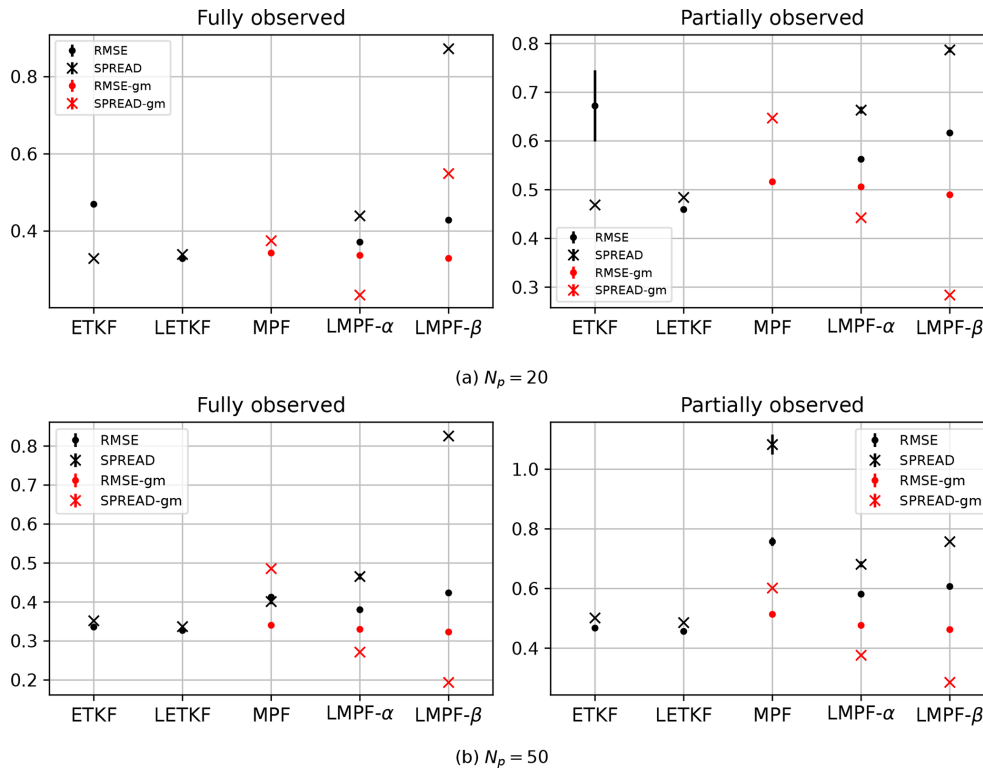 Fully observed
Partially observed
RMSE
SPREAD
RMSE-gm
SPREAD-gm
0.8
0.6
0.4
ETKF
LETKF
MPF
LMPF-α
LMPF-β
0.8
0.7
0.6
0.5
0.4
0.3
RMSE
SPREAD
RMSE-gm
SPREAD-gm
ETKF
LETKF
MPF
LMPF-α
LMPF-β
(a) Nₚ = 20
Fully observed
Partially observed
RMSE
SPREAD
RMSE-gm
SPREAD-gm
0.8
0.7
0.6
0.5
0.4
0.3
0.2
ETKF
LETKF
MPF
LMPF-α
LMPF-β
RMSE
SPREAD
RMSE-gm
SPREAD-gm
1.0
0.8
0.6
0.4
ETKF
LETKF
MPF
LMPF-α
LMPF-β
(b) Nₚ = 50